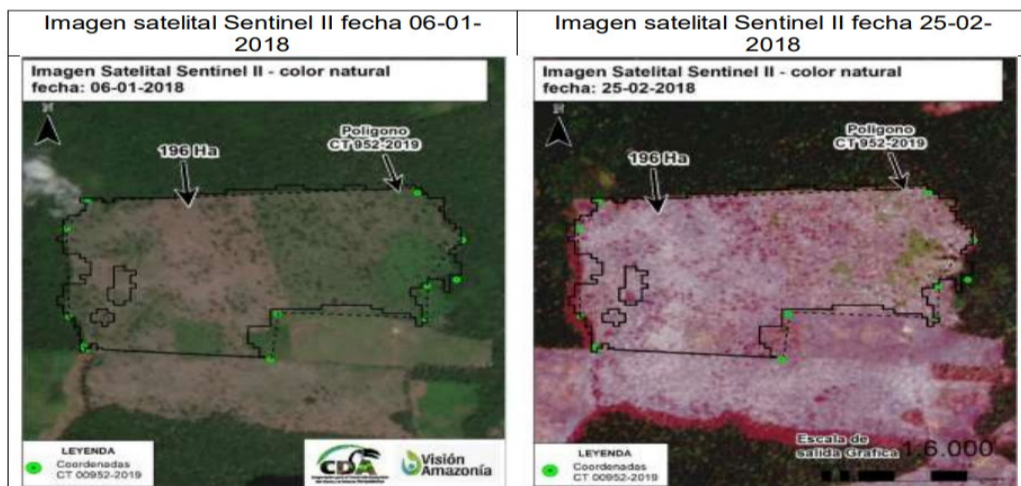 Imagen satelital Sentinel II fecha 06-01-
2018
Imagen satelital Sentinel II fecha 25-02-
2018
Imagen Satelital Sentinel II - color natural
fecha: 06-01-2018
196 Ha
Polígono
CT 952-2019
LEYENDA
Coordenadas
CT 00952-2019
CDA
Visión
Amazonía
Imagen Satelital Sentinel II - color natural
fecha: 25-02-2018
196 Ha
Polígono
CT 952-2019
LEYENDA
Coordenadas
CT 00952-2019
Escala de
salida Gráfica
1:6.000